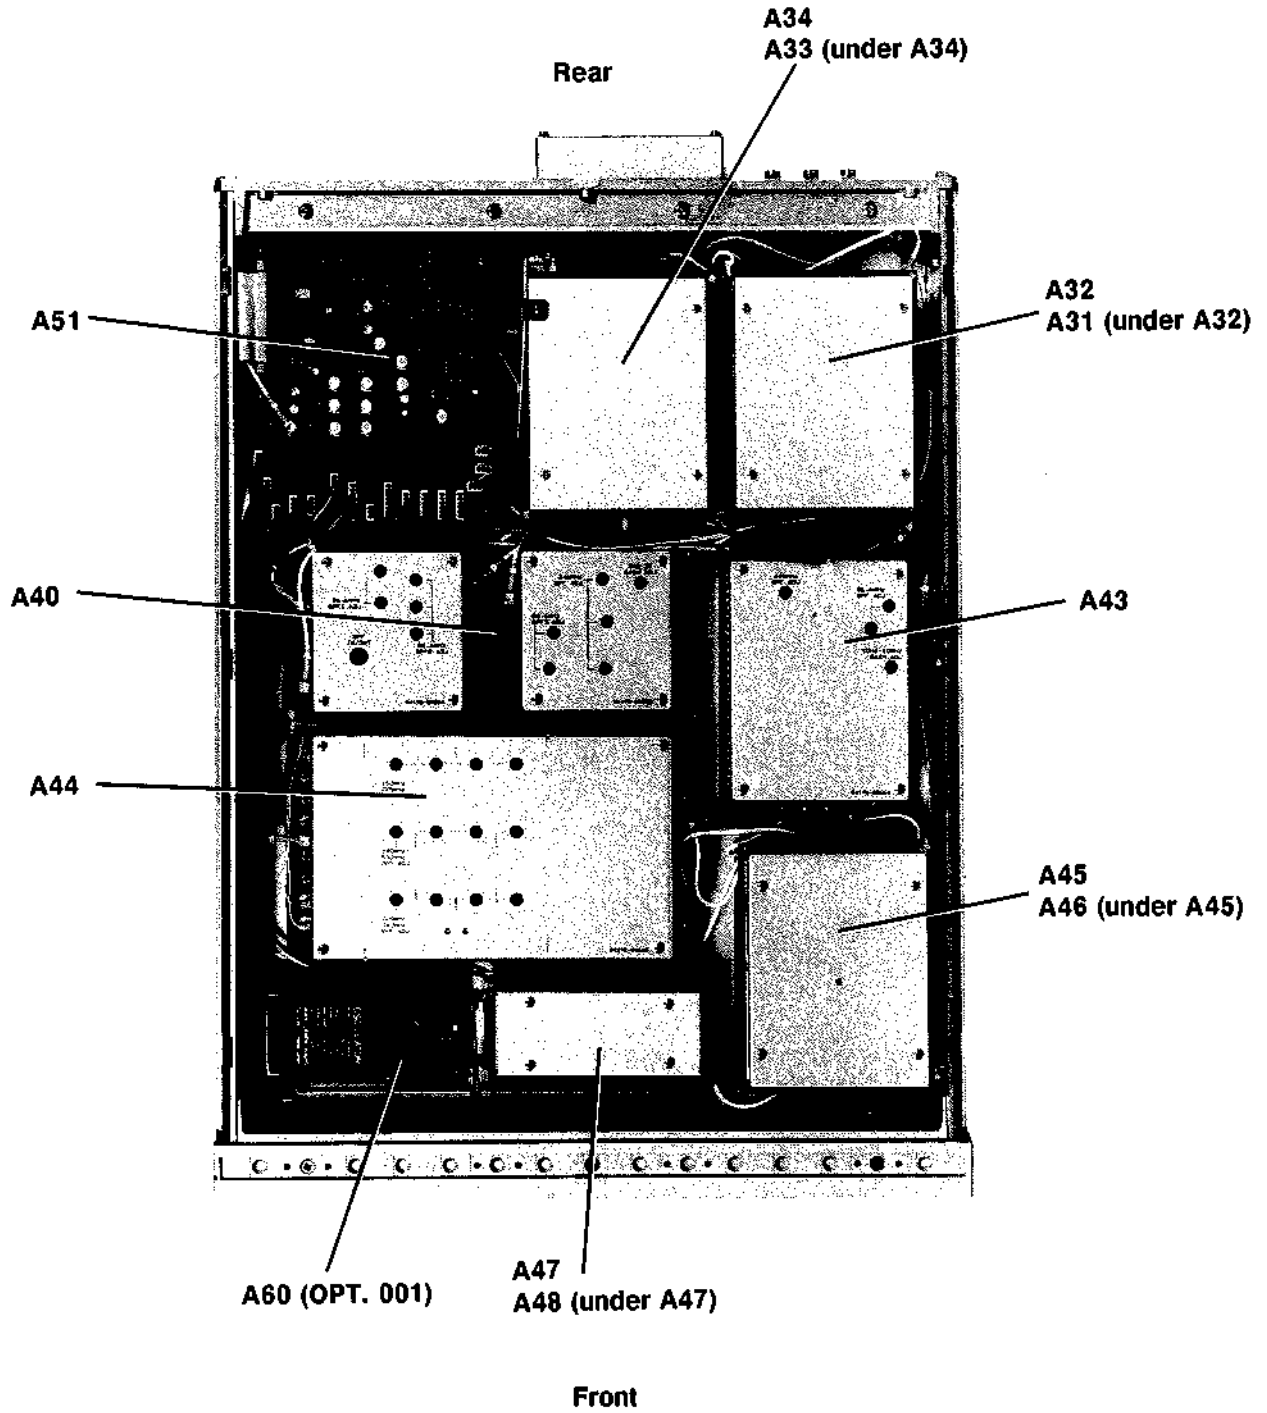 A34
A33 (under A34)
Rear
A32
A31 (under A32)
A51
A40
A43
A44
A45
A46 (under A45)
A60 (OPT. 001)
A47
A48 (under A47)
Front